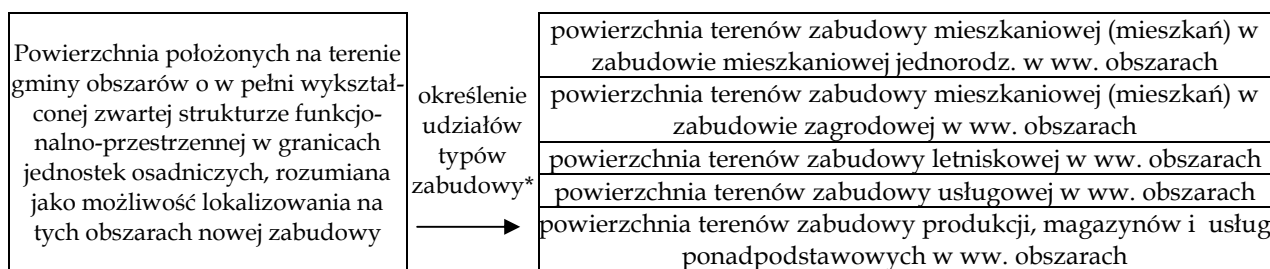 Powierzchnia położonych na terenie
gminy obszarów o w pełni wykształ-
conej zwartej strukturze funkcjo-
nalno-przestrzennej w granicach
jednostek osadniczych, rozumiana
jako możliwość lokalizowania na
tych obszarach nowej zabudowy
określenie
udziałów
typów
zabudowy*
powierzchnia terenów zabudowy mieszkaniowej (mieszkań) w
zabudowie mieszkaniowej jednorodz. w ww. obszarach
powierzchnia terenów zabudowy mieszkaniowej (mieszkań) w
zabudowie zagrodowej w ww. obszarach
powierzchnia terenów zabudowy letniskowej w ww. obszarach
powierzchnia terenów zabudowy usługowej w ww. obszarach
powierzchnia terenów zabudowy produkcji, magazynów i usług
ponadpodstawowych w ww. obszarach